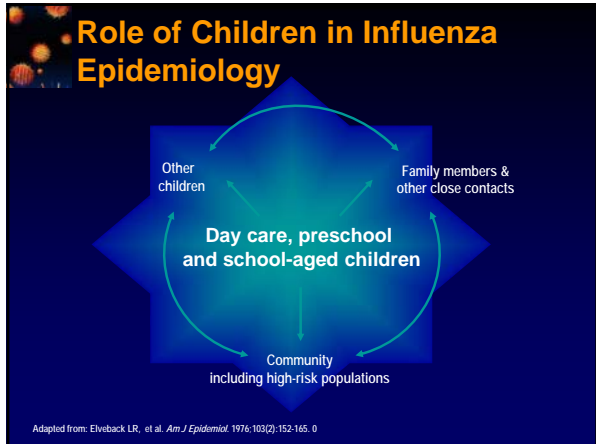 Role of Children in Influenza
Epidemiology
Other
children
Family members &
other close contacts
Day care, preschool
and school-aged children
Community
including high-risk populations
Adapted from: Elveback LR, et al. Am J Epidemiol. 1976;103(2):152-165. 0